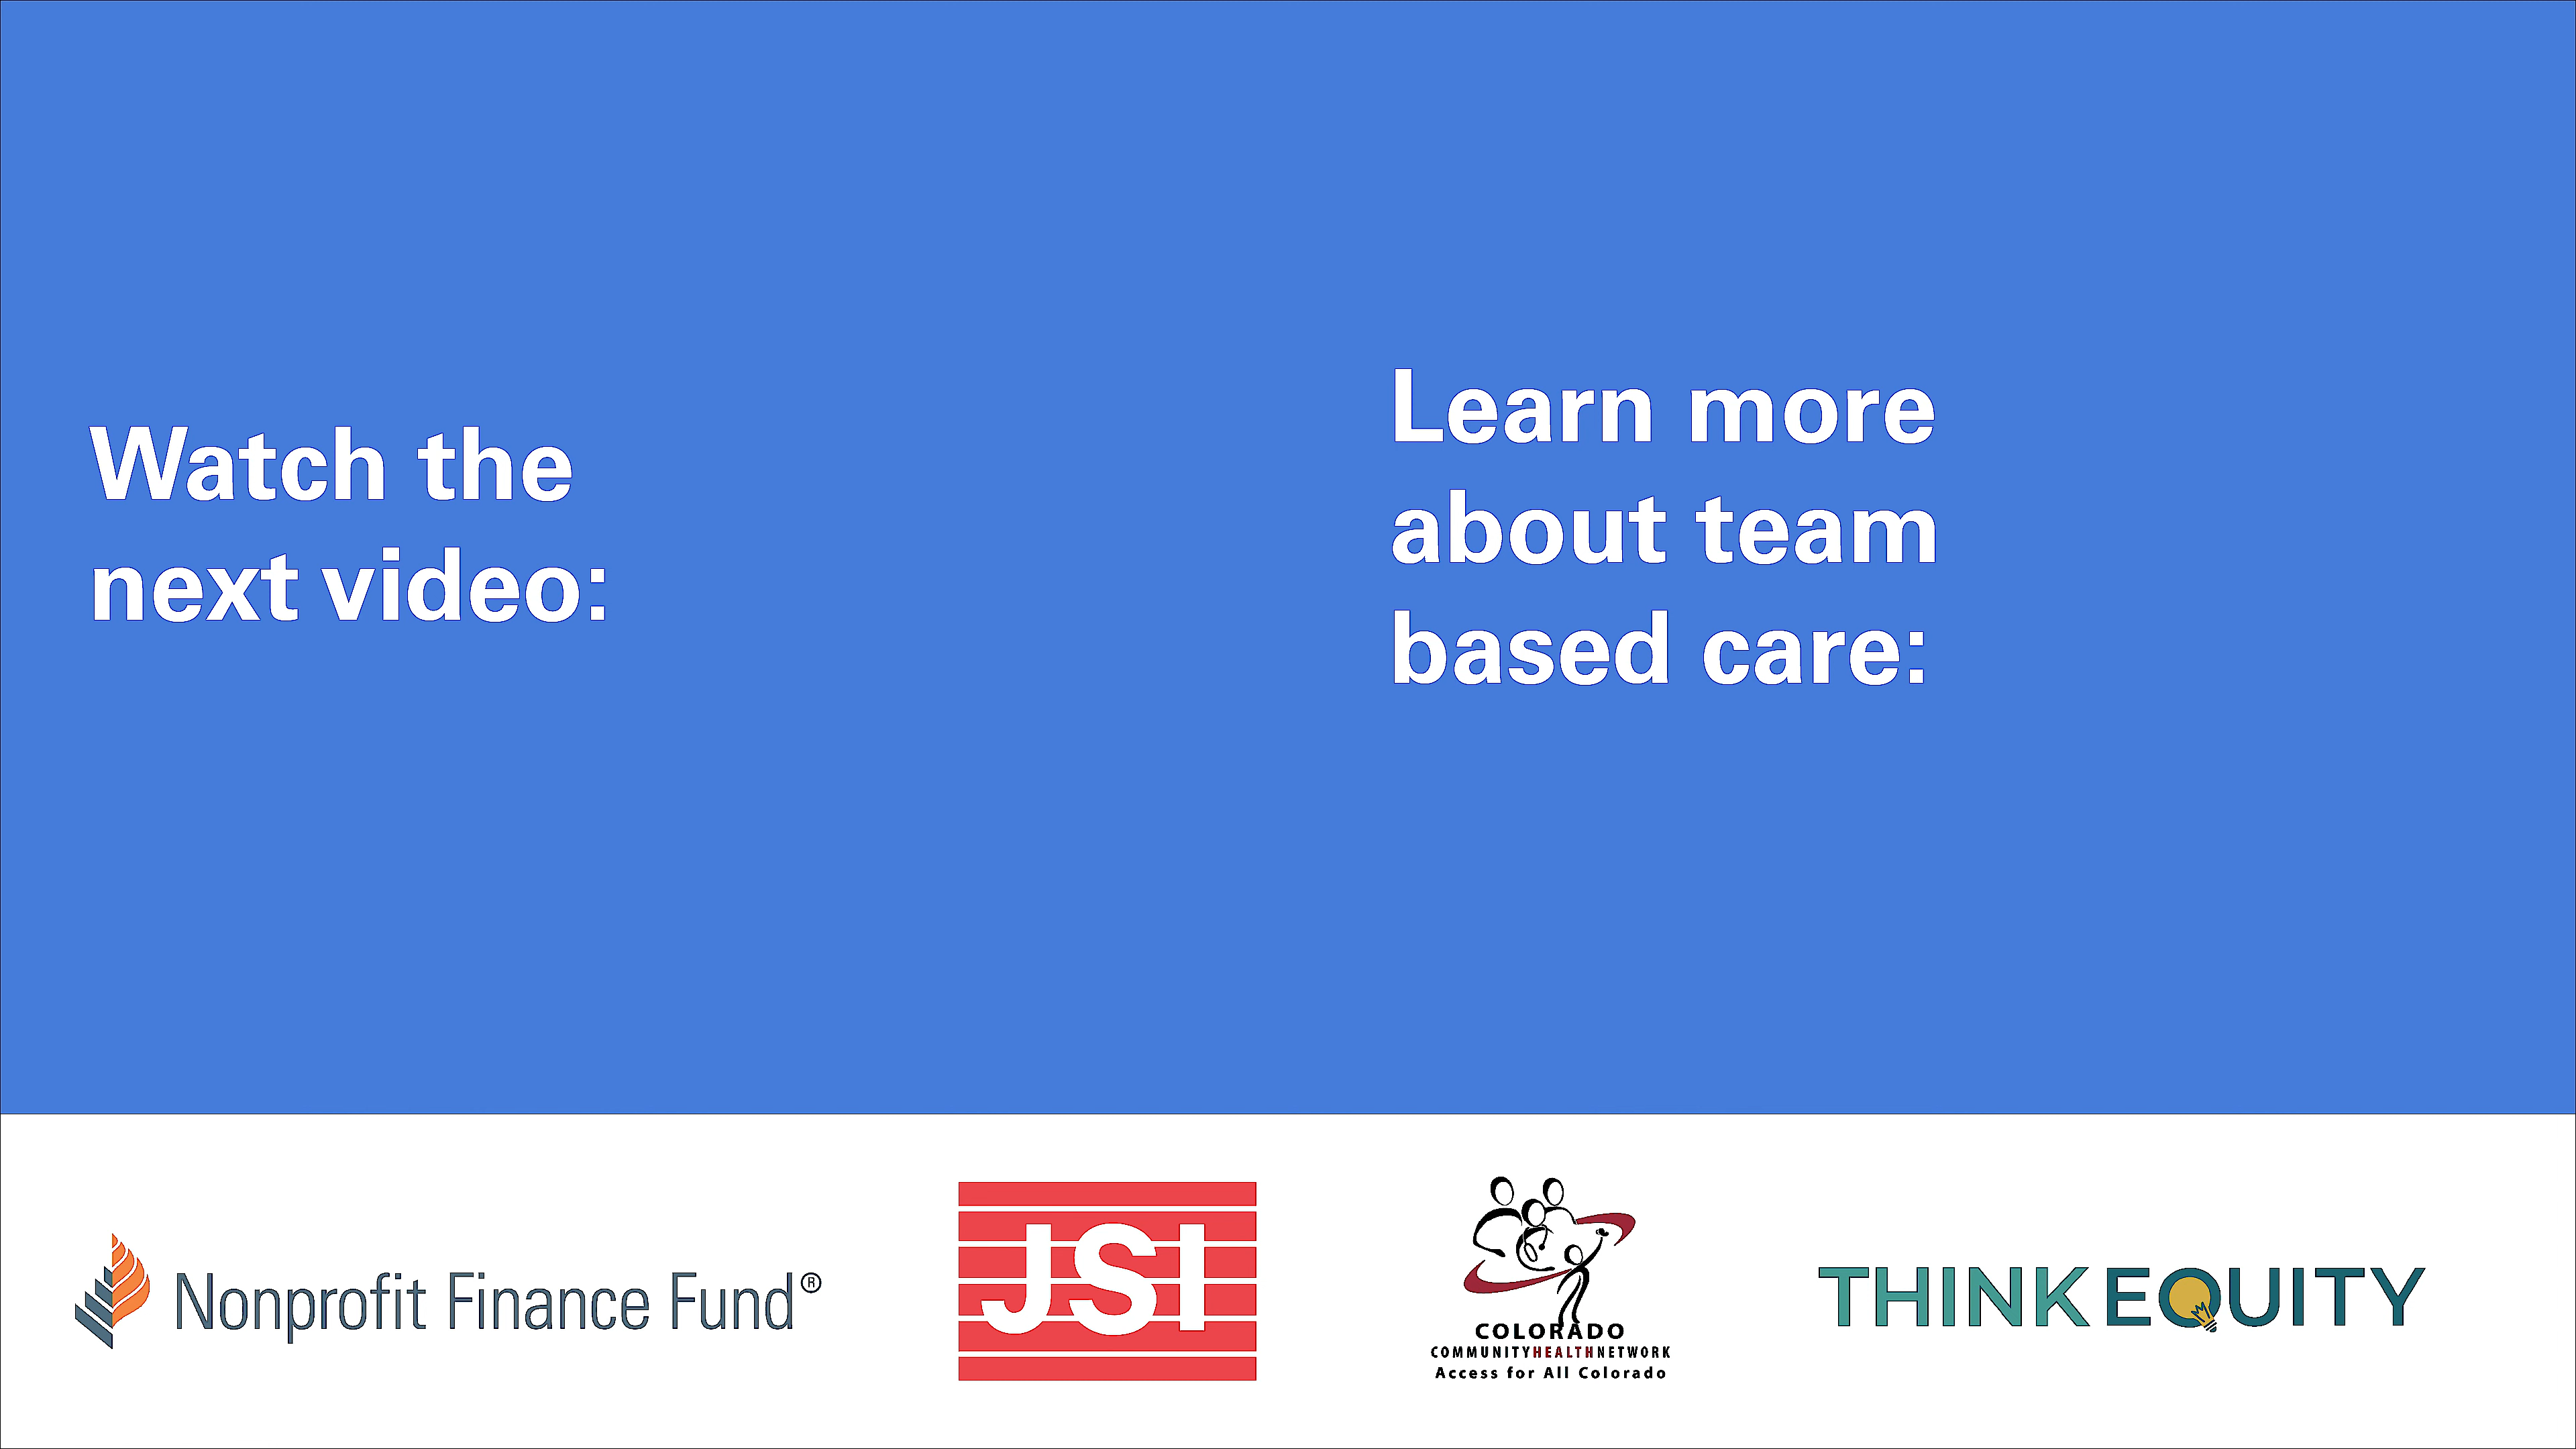 Watch the
next video:
Learn more
about team
based care:
Nonprofit Finance Fund®
JSI
COLORADO
COMMUNITYHEALTHNETWORK
Access for All Colorado
THINK EQUITY